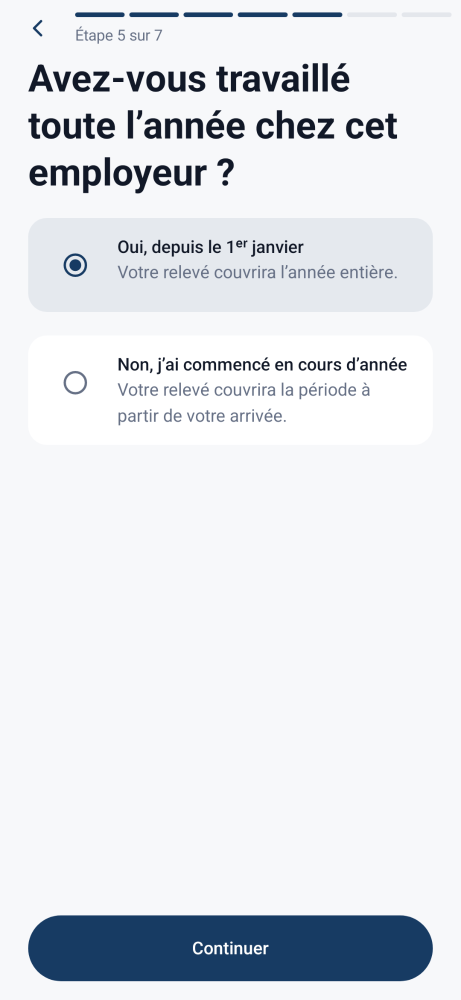 Étape 5 sur 7
Avez-vous travaillé
toute l’année chez cet
employeur ?
Oui, depuis le 1er janvier
Votre relevé couvrira l’année entière.
Non, j’ai commencé en cours d’année
Votre relevé couvrira la période à
partir de votre arrivée.
Continuer